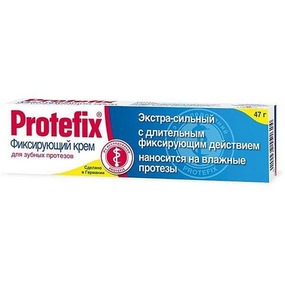 Protefix®
Фиксирующий крем
для зубных протезов
Сделано
в Германии
47 г
Экстра-сильный
с длительным
фиксирующим действием
наносится на влажные
протезы
PROTEFIX